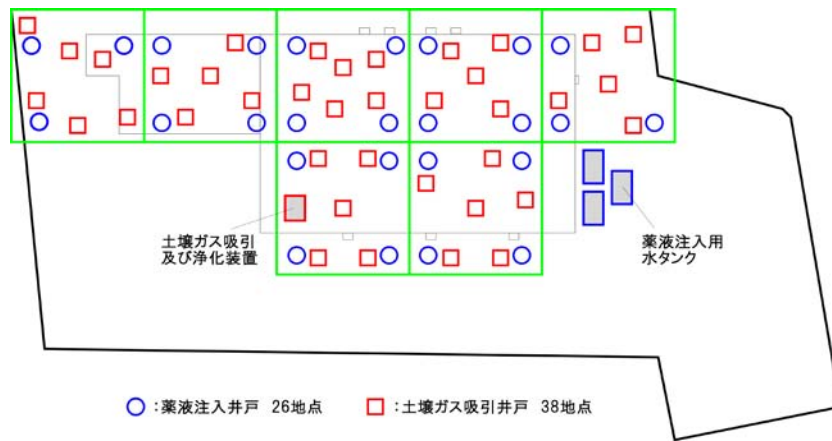 土壌ガス吸引
及び浄化装置
薬液注入用
水タンク
：薬液注入井戸 26地点
：土壌ガス吸引井戸 38地点